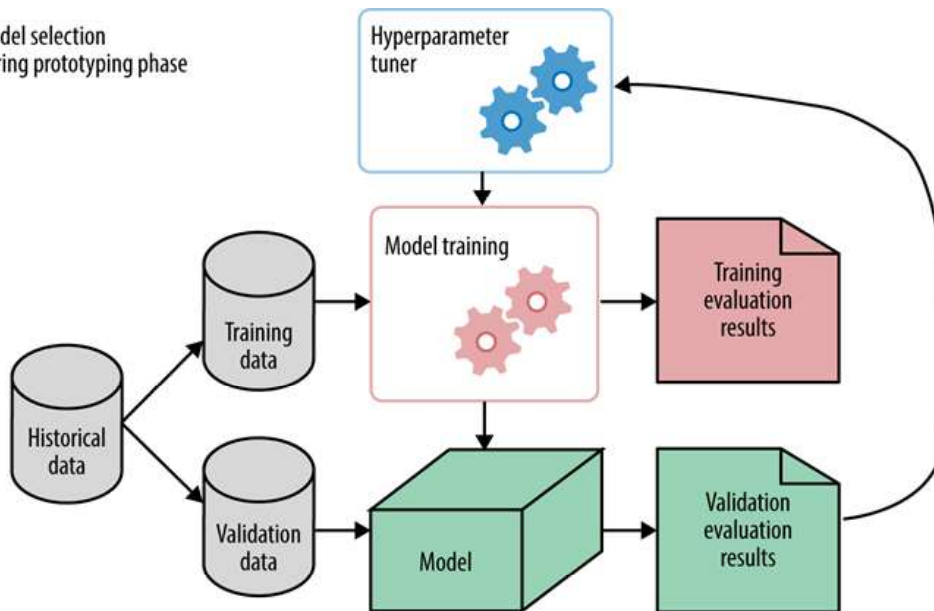 del selection
ring prototyping phase
Hyperparameter
tuner
Model training
Training
evaluation
results
Training
data
Historical
data
Validation
data
Model
Validation
evaluation
results